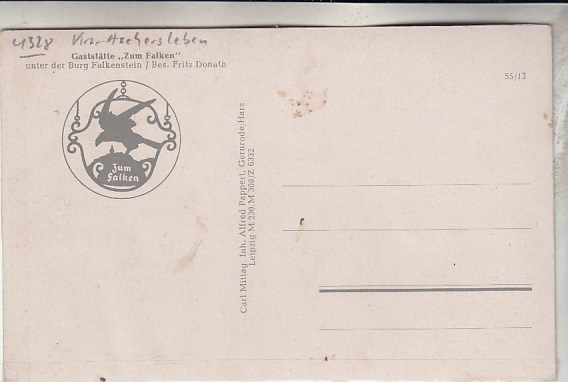 4328 Krs. Aschersleben
Gaststätte „Zum Falken"
unter der Burg Falkenstein / Bes. Fritz Donath
55/13
Zum
Falken
Carl Mittag, Inh. Alfred Pappert, Gernrode/Harz
Leipzig M 230/M 308/Z 6332